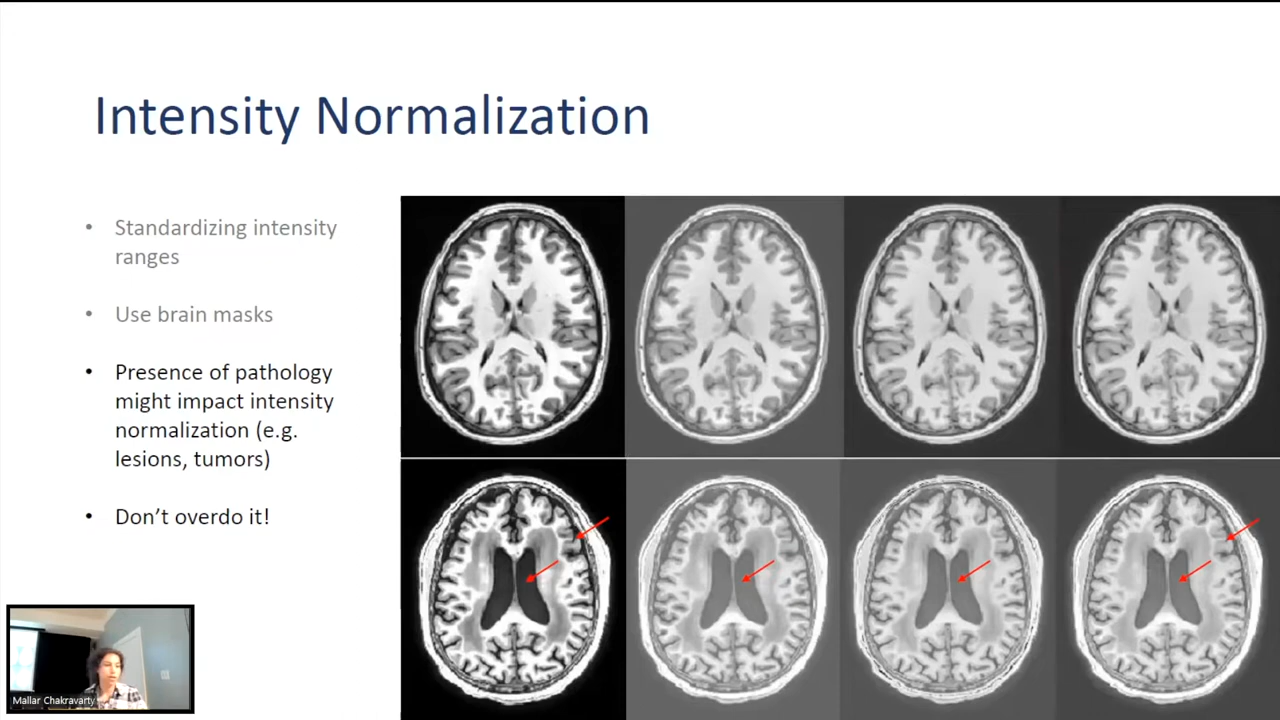 Intensity Normalization
• Standardizing intensity
ranges
• Use brain masks
• Presence of pathology
might impact intensity
normalization (e.g.
lesions, tumors)
• Don’t overdo it!
Mallar Chakravarty